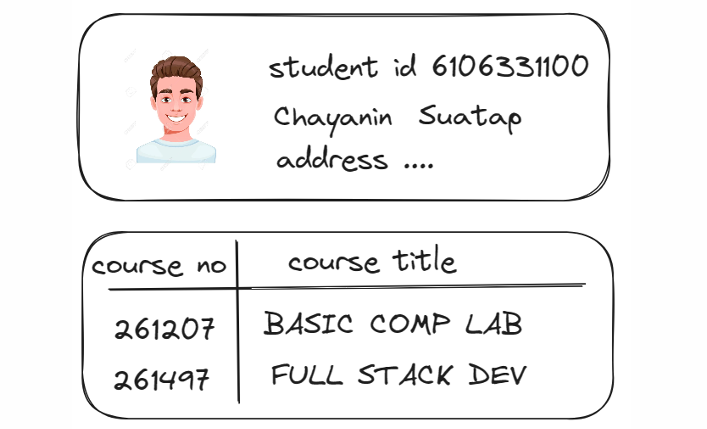 student id 6106331100
Chayanin Suatap
address ....
course no course title
261207 BASIC COMP LAB
261497 FULL STACK DEV